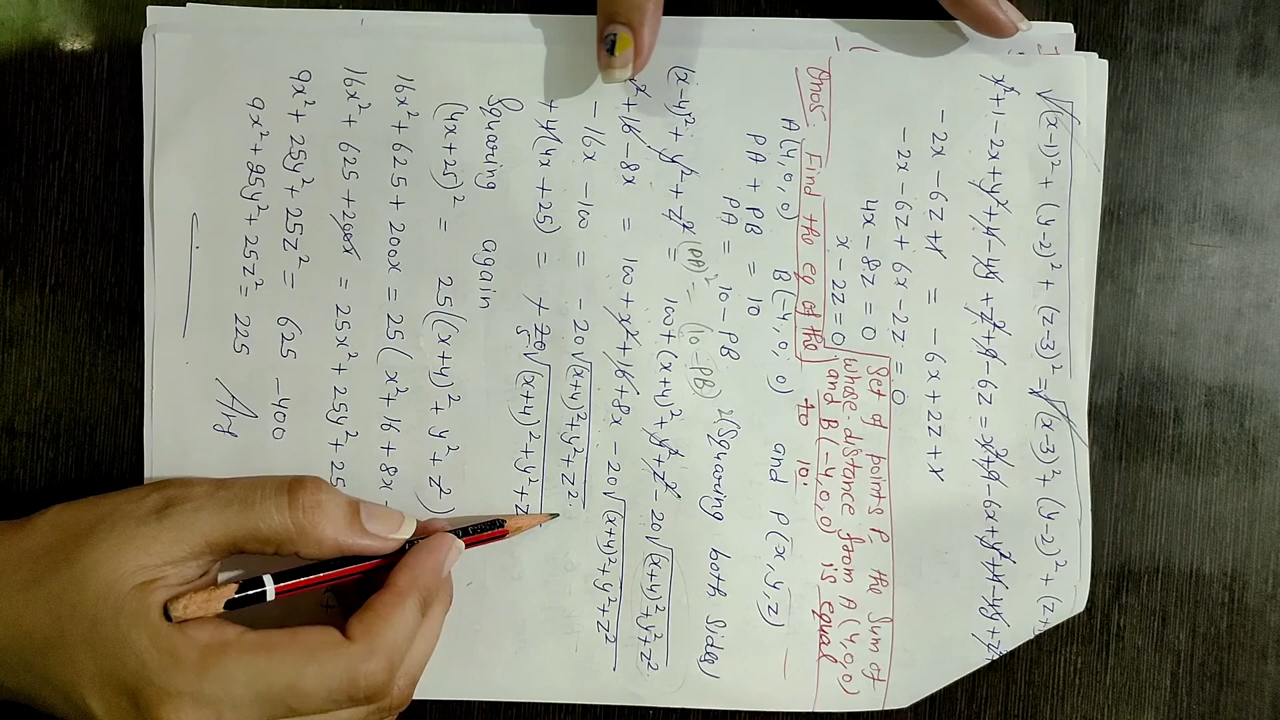 √(x-1)² + (y-2)² + (z-3)² = √(x-3)² + (y-2)² + (z+
x²+1-2x+y²+4-4y+z²+9-6z = x²+9-6x+y²+4-4y+z²+
-2x -6z +1 = -6x + 2z + 1
-2x -6z + 6x -2z = 0
4x - 8z = 0
x - 2z = 0
Qno5: Find the eq of the set of points P, the sum of
whose distance from A(4,0,0)
and B(-4,0,0) is equal
to 10.
A(4,0,0) B(-4,0,0) and P(x,y,z)
PA + PB = 10
PA = 10 - PB
(PA)² = (10-PB)² (Squaring both sides)
(x-4)² + y² + z² = 100+(x+4)²+y²+z² - 20√(x+4)²+y²+z²
x²+16-8x = 100+x²+16+8x - 20√(x+4)²+y²+z²
-16x -100 = -20√(x+4)²+y²+z²
+4(4x+25) = +20√(x+4)²+y²+z
5
Squaring again
(4x+25)² = 25((x+4)² + y² + z²)
16x² + 625 + 200x = 25(x²+16+8x
16x² + 625 + 200x = 25x² + 25y² + 25
9x² + 25y² + 25z² = 625 - 400
9x² + 25y² + 25z² = 225